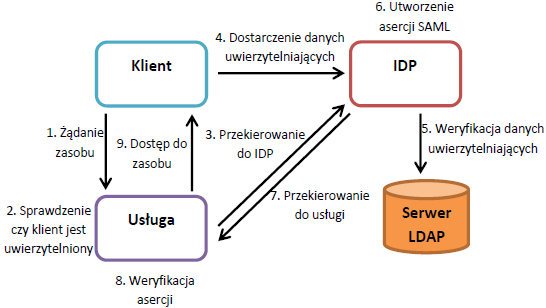 6. Utworzenie
asercji SAML
4. Dostarczenie danych
uwierzytelniających
Klient
IDP
1. Żądanie
zasobu
9. Dostęp do
zasobu
3. Przekierowanie
do IDP
5. Weryfikacja danych
uwierzytelniających
7. Przekierowanie
do usługi
2. Sprawdzenie
czy klient jest
uwierzytelniony
Usługa
Serwer
LDAP
8. Weryfikacja
asercji